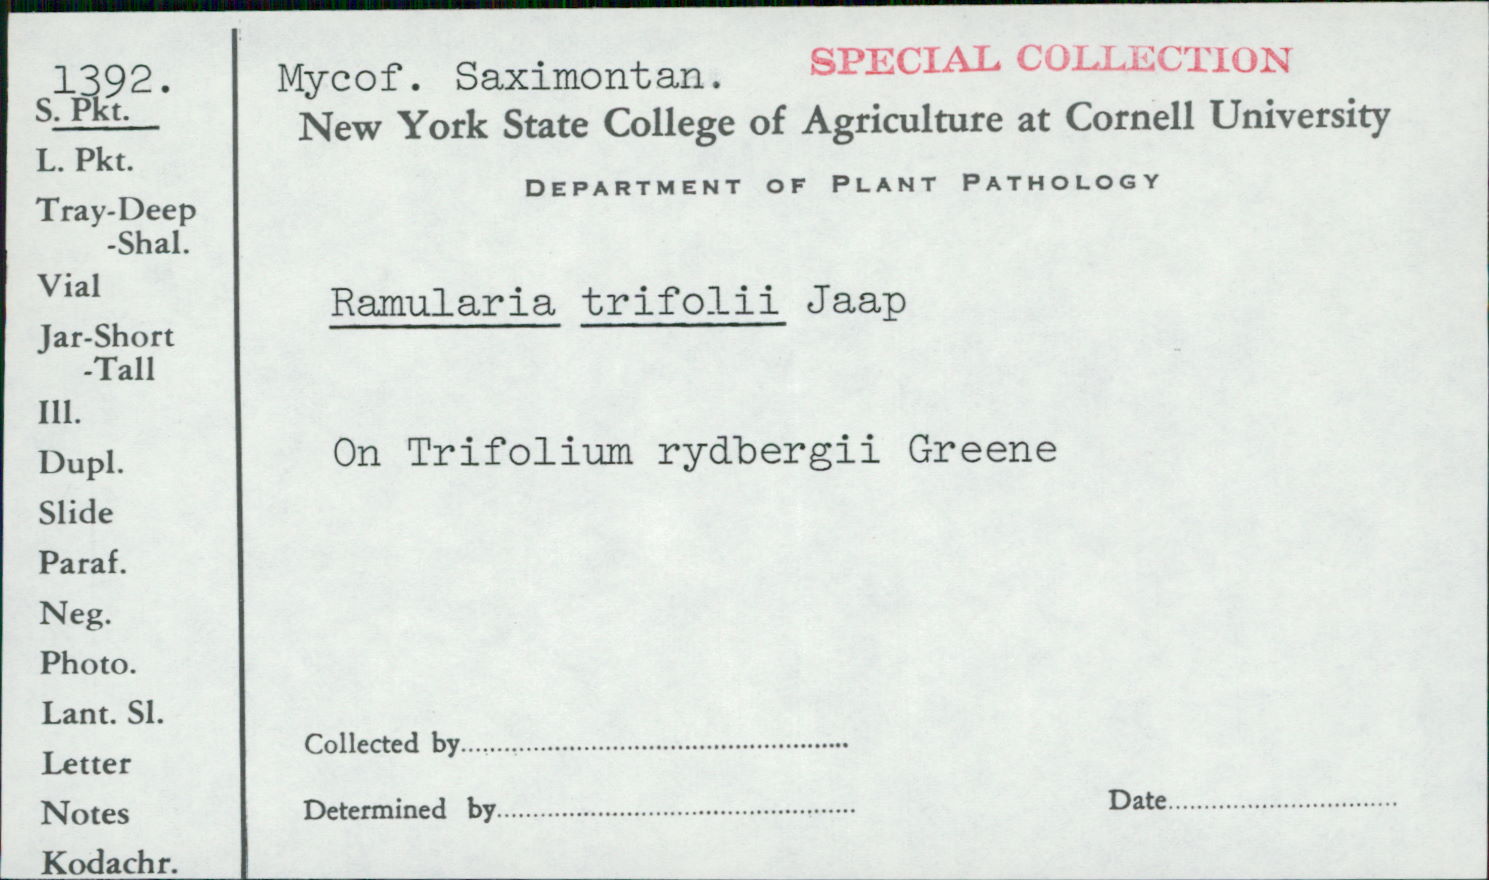 1392.
S. Pkt.
L. Pkt.
Tray-Deep
-Shal.
Vial
Jar-Short
-Tall
Ill.
Dupl.
Slide
Paraf.
Neg.
Photo.
Lant. Sl.
Letter
Notes
Kodachr.
Mycof. Saximontan.
SPECIAL COLLECTION
New York State College of Agriculture at Cornell University
DEPARTMENT OF PLANT PATHOLOGY
Ramularia trifolii Jaap
On Trifolium rydbergii Greene
Collected by
Determined by
Date